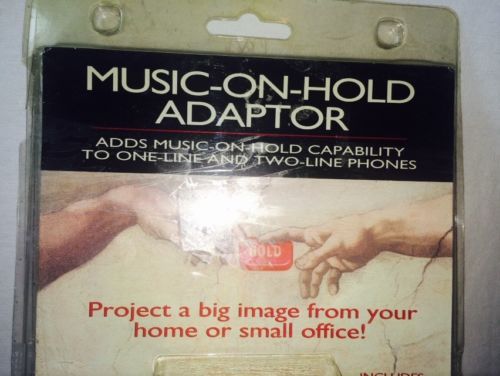 MUSIC-ON-HOLD
ADAPTOR
ADDS MUSIC-ON-HOLD CAPABILITY
TO ONE-LINE AND TWO-LINE PHONES
HOLD
Project a big image from your
home or small office!
INCLUDES